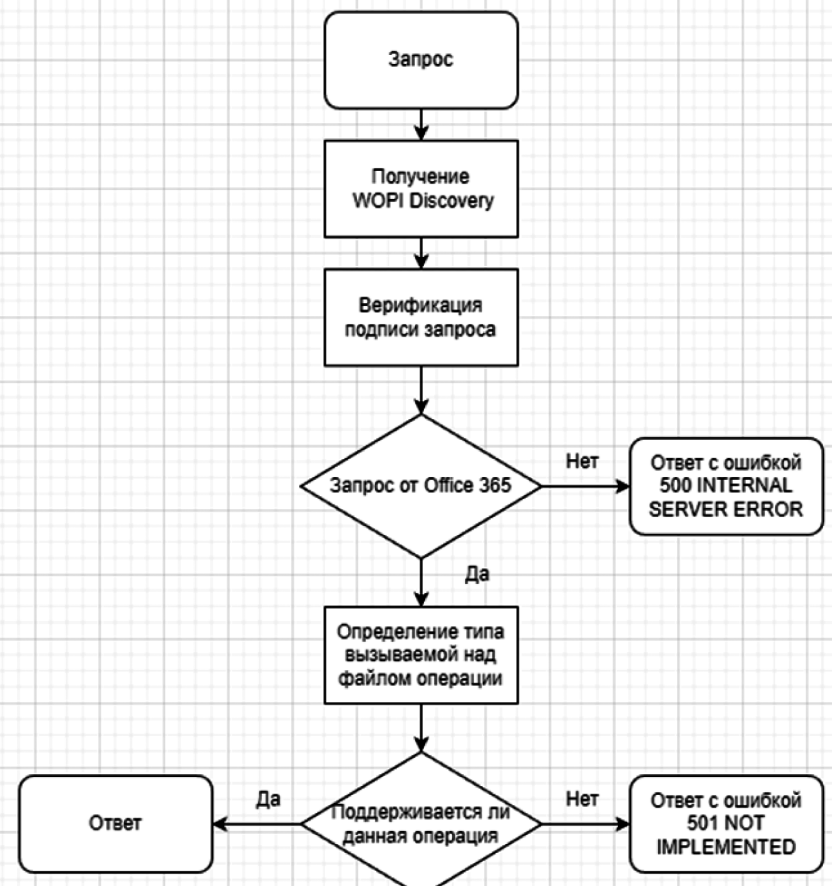 Запрос
Получение
WOPI Discovery
Верификация
подписи запроса
Запрос от Office 365
Нет
Ответ с ошибкой
500 INTERNAL
SERVER ERROR
Да
Определение типа
вызываемой над
файлом операции
Поддерживается ли
данная операция
Да
Ответ
Нет
Ответ с ошибкой
501 NOT
IMPLEMENTED